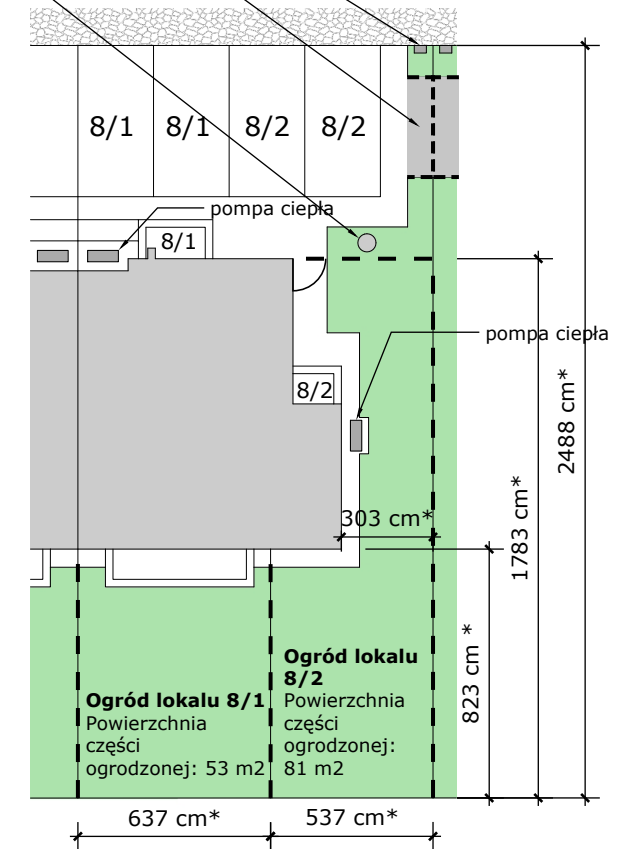 8/1 8/1 8/2 8/2
pompa ciepła
8/1
pompa ciepła
8/2
2488 cm*
1783 cm*
303 cm*
823 cm *
Ogród lokalu 8/1
Powierzchnia
części
ogrodzonej: 53 m2
Ogród lokalu
8/2
Powierzchnia
części
ogrodzonej:
81 m2
637 cm*
537 cm*